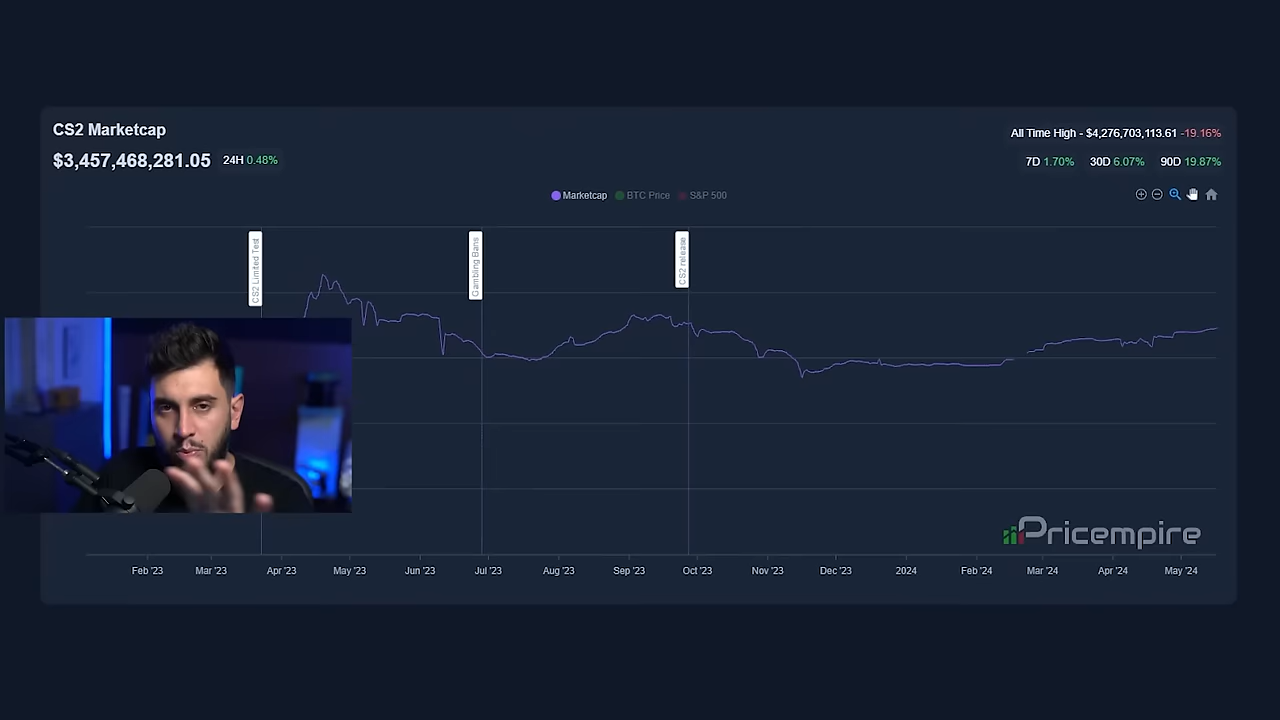 CS2 Marketcap
$3,457,468,281.05 24H 0.48%
All Time High - $4,276,703,113.61 -19.16%
7D 1.70% 30D 6.07% 90D 19.87%
Marketcap BTC Price S&P 500
CS2 Limited Test
Gambling Bans
CS2 release
Pricempire
Feb '23 Mar '23 Apr '23 May '23 Jun '23 Jul '23 Aug '23 Sep '23 Oct '23 Nov '23 Dec '23 2024 Feb '24 Mar '24 Apr '24 May '24